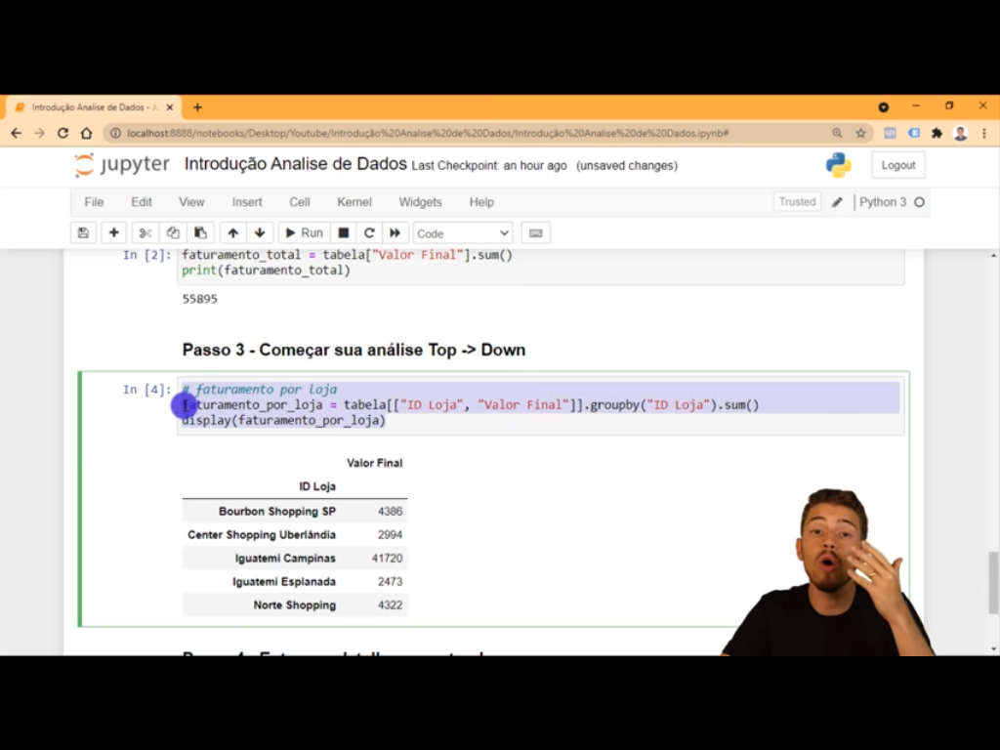 Introdução Analise de Dados - Ju
localhost:8888/notebooks/Desktop/Youtube/Introdução%20Analise%20de%20Dados/Introdução%20Analise%20de%20Dados.ipynb#
jupyter Introdução Analise de Dados Last Checkpoint: an hour ago (unsaved changes) Logout
File Edit View Insert Cell Kernel Widgets Help Trusted Python 3
Run Code
In [2]: faturamento_total = tabela["Valor Final"].sum()
print(faturamento_total)
55895
Passo 3 - Começar sua análise Top -> Down
In [4]: # faturamento por loja
faturamento_por_loja = tabela[["ID Loja", "Valor Final"]].groupby("ID Loja").sum()
display(faturamento_por_loja)
Valor Final
ID Loja
Bourbon Shopping SP 4386
Center Shopping Uberlândia 2994
Iguatemi Campinas 41720
Iguatemi Esplanada 2473
Norte Shopping 4322